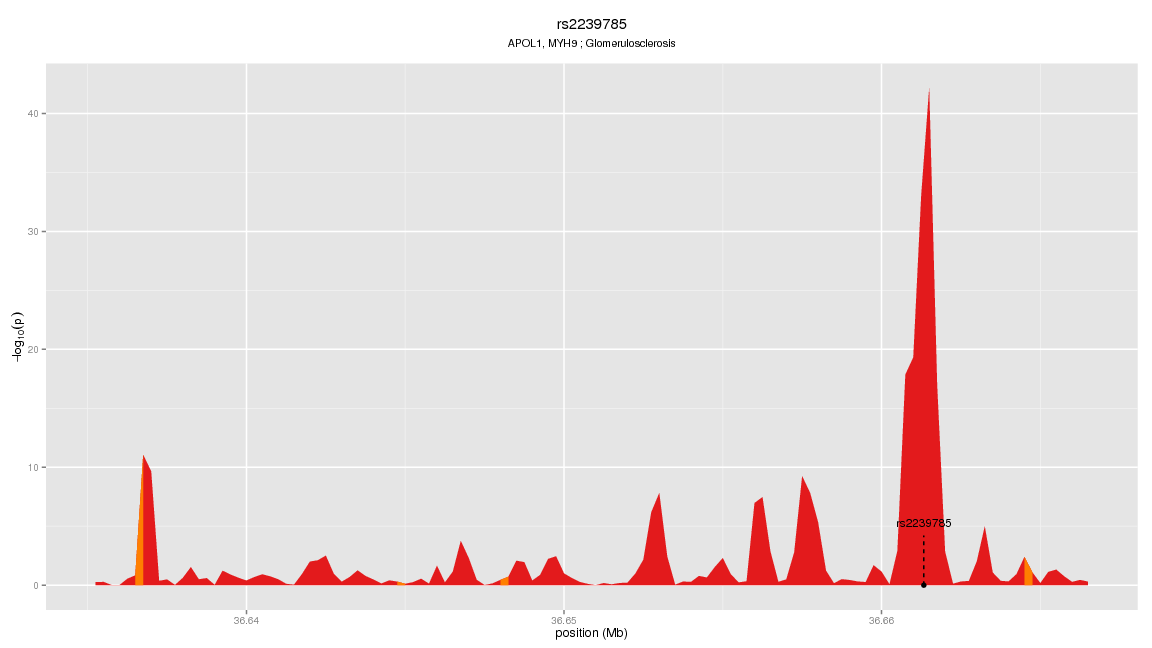 rs2239785
APOL1, MYH9 ; Glomerulosclerosis
40
30
20
10
0
−log10(p)
rs2239785
36.64
36.65
36.66
position (Mb)